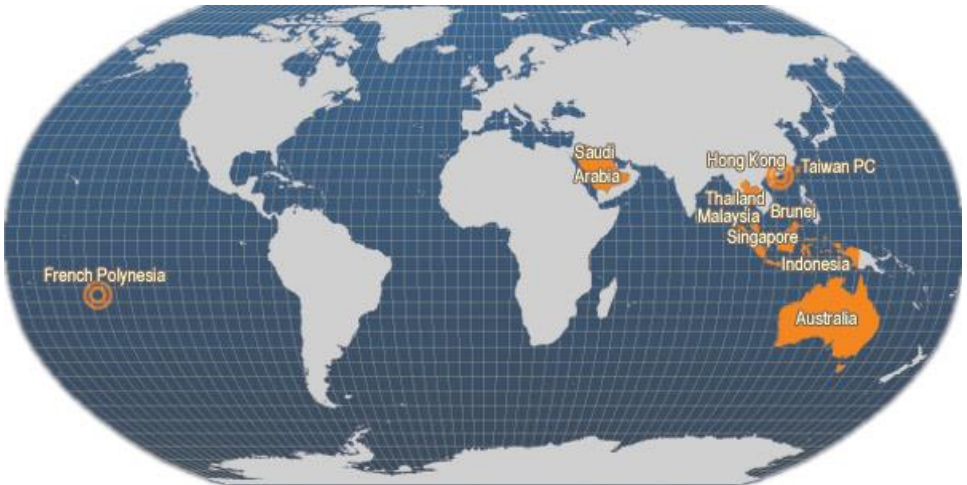 Saudi
Arabia
Hong Kong
Taiwan PC
Thailand
Malaysia
Brunei
Singapore
Indonesia
French Polynesia
Australia